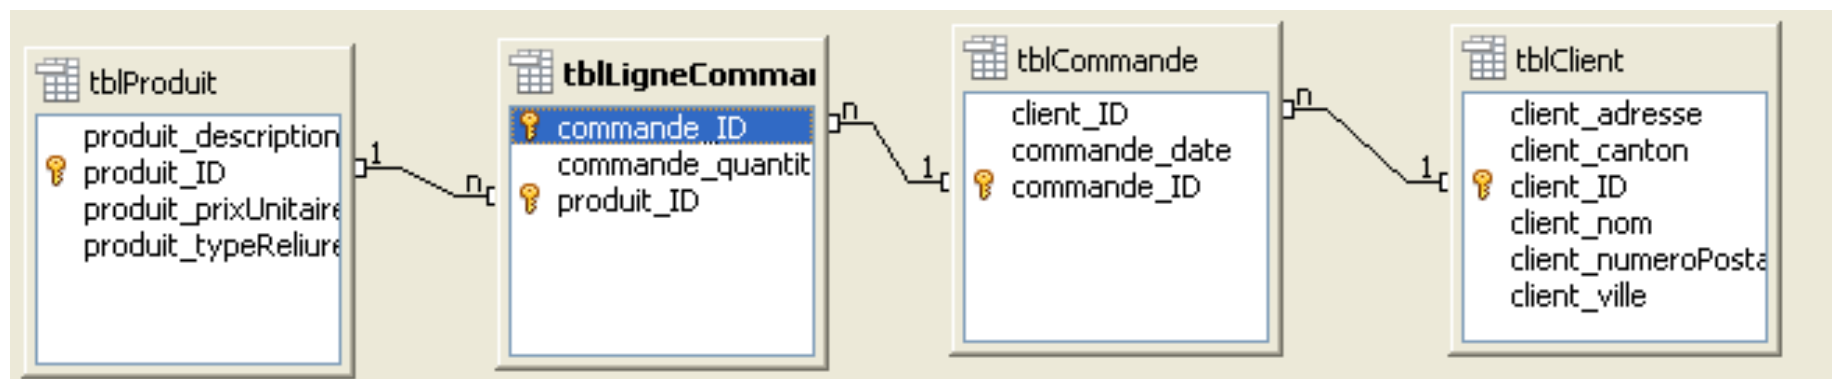 tblProduit
produit_description
produit_ID
produit_prixUnitaire
produit_typeReliure
1
n
tblLigneComma
commande_ID
commande_quantit
produit_ID
n
1
tblCommande
client_ID
commande_date
commande_ID
n
1
tblClient
client_adresse
client_canton
client_ID
client_nom
client_numeroPosta
client_ville